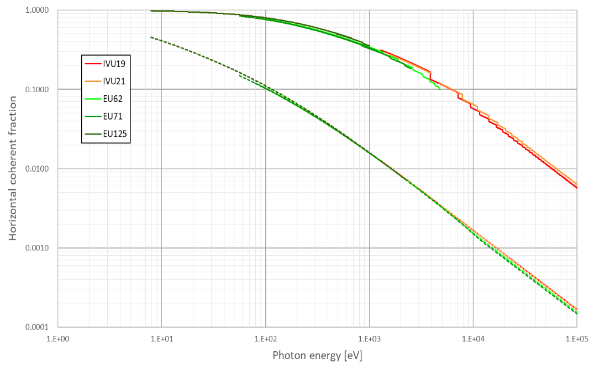 1.0000
0.1000
0.0100
0.0010
0.0001
Horizontal coherent fraction
IVU19
IVU21
EU62
EU71
EU125
1.E+00 1.E+01 1.E+02 1.E+03 1.E+04 1.E+05
Photon energy [eV]